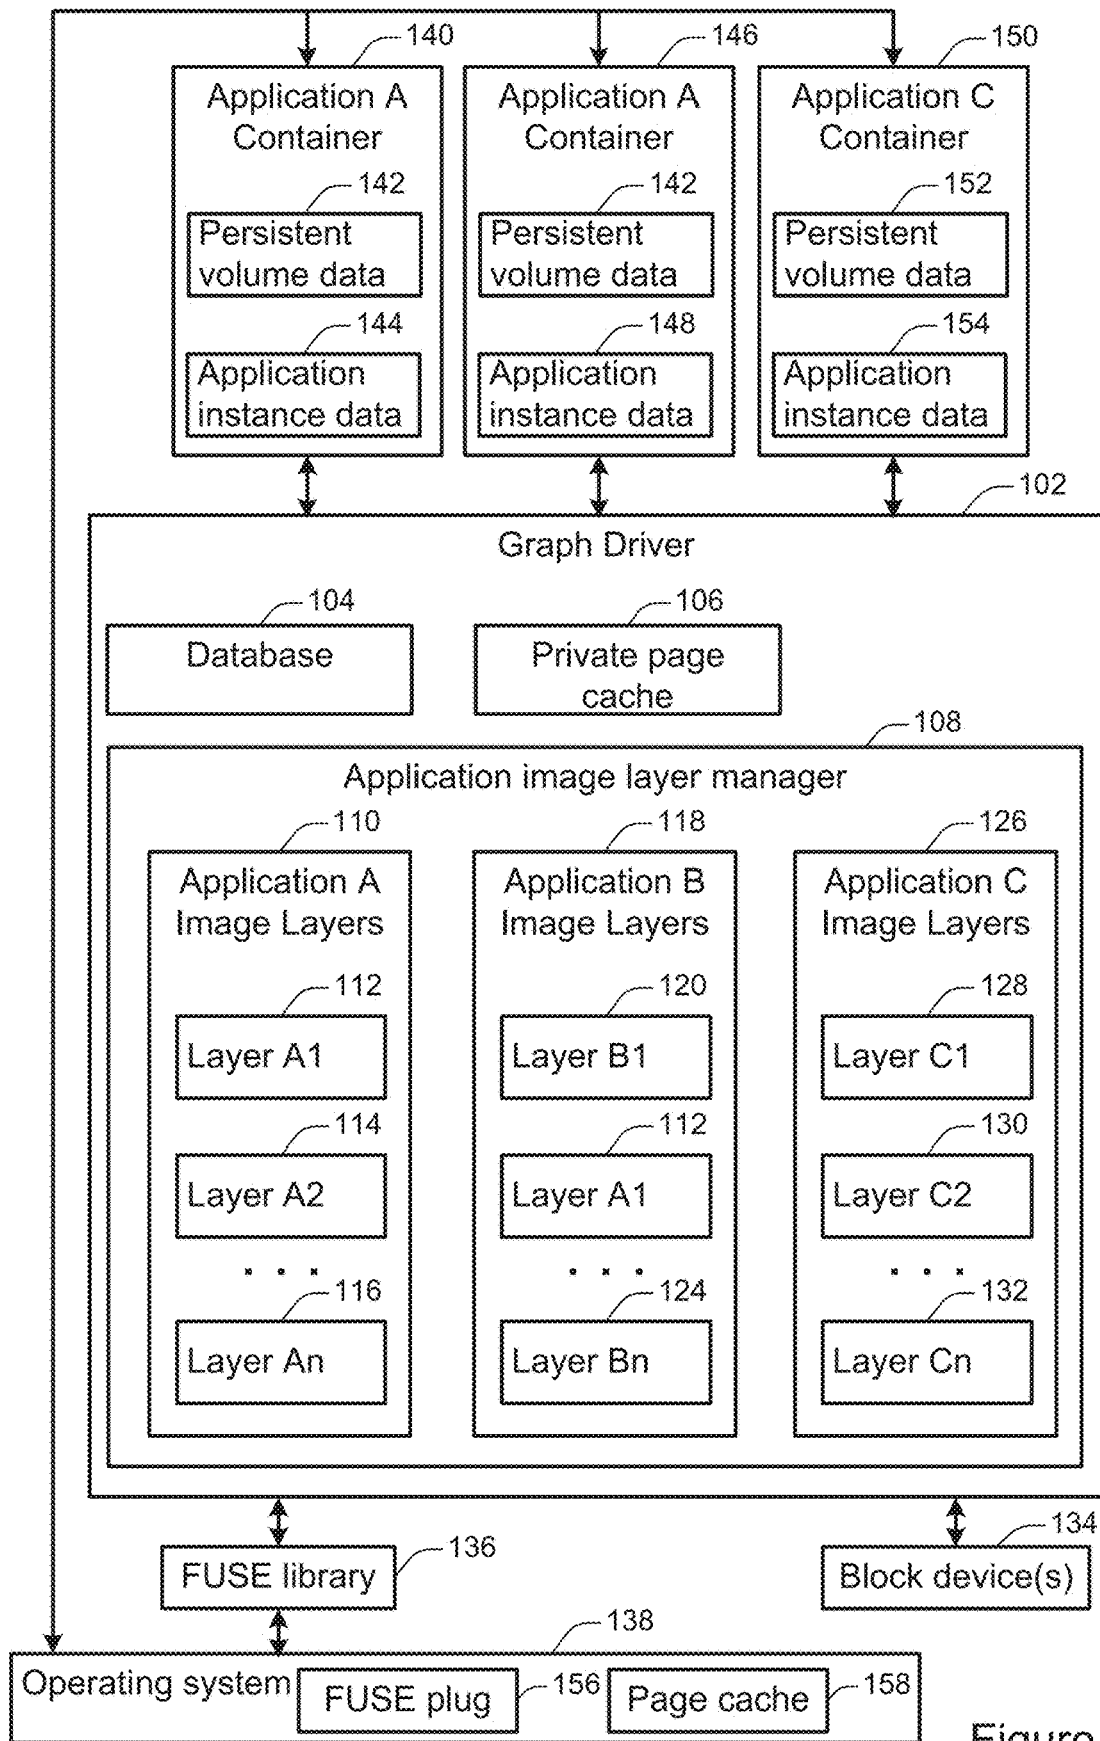 140
146
150
Application A
Container
Application A
Container
Application C
Container
142
142
152
Persistent
volume data
Persistent
volume data
Persistent
volume data
144
148
154
Application
instance data
Application
instance data
Application
instance data
102
Graph Driver
104
106
Database
Private page
cache
108
Application image layer manager
110
118
126
Application A
Image Layers
Application B
Image Layers
Application C
Image Layers
112
120
128
Layer A1
Layer B1
Layer C1
114
112
130
Layer A2
Layer A1
Layer C2
. . .
. . .
. . .
116
124
132
Layer An
Layer Bn
Layer Cn
136
134
FUSE library
Block device(s)
138
Operating system
FUSE plug
156
Page cache
158
Figure